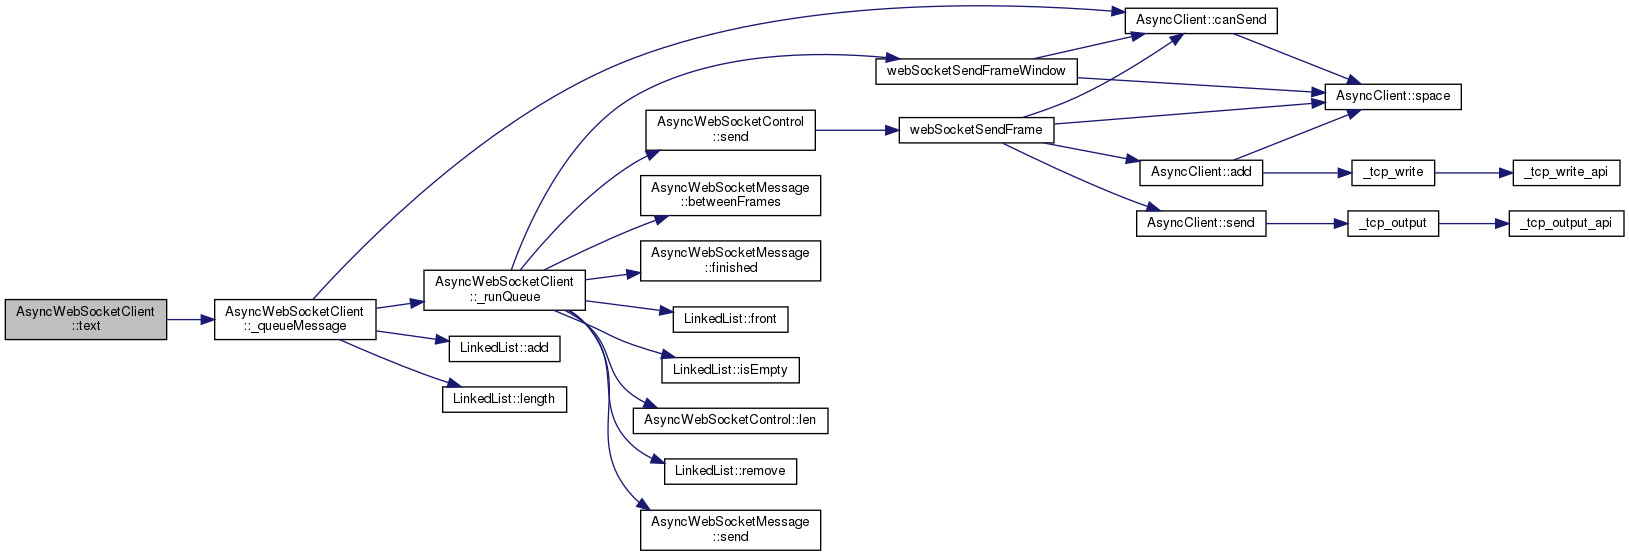 AsyncWebSocketClient
::text
AsyncWebSocketClient
::_queueMessage
AsyncWebSocketClient
::_runQueue
LinkedList::add
LinkedList::length
AsyncClient::canSend
webSocketSendFrameWindow
AsyncClient::space
AsyncWebSocketControl
::send
webSocketSendFrame
AsyncClient::add
_tcp_write
_tcp_write_api
AsyncClient::send
_tcp_output
_tcp_output_api
AsyncWebSocketMessage
::betweenFrames
AsyncWebSocketMessage
::finished
LinkedList::front
LinkedList::isEmpty
AsyncWebSocketControl::len
LinkedList::remove
AsyncWebSocketMessage
::send